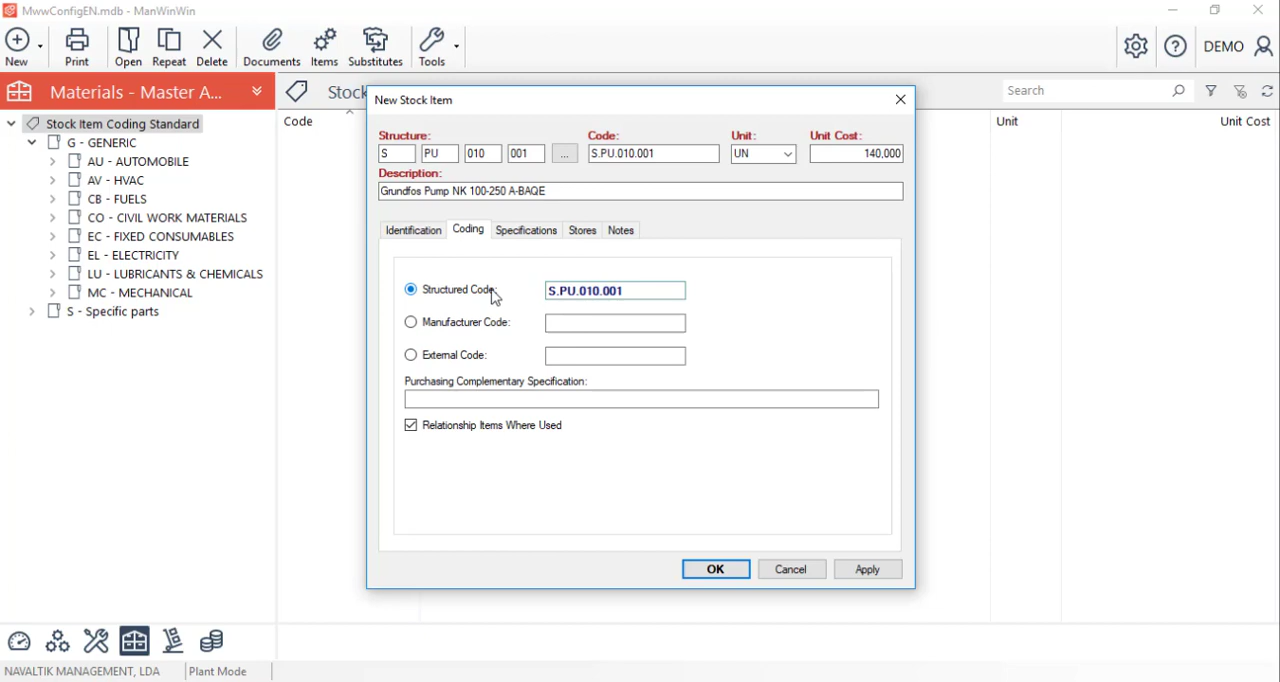 MwwConfigEN.mdb - ManWinWin
New
Print
Open
Repeat
Delete
Documents
Items
Substitutes
Tools
DEMO
Materials - Master A...
Stock
Search
Stock Item Coding Standard
G - GENERIC
AU - AUTOMOBILE
AV - HVAC
CB - FUELS
CO - CIVIL WORK MATERIALS
EC - FIXED CONSUMABLES
EL - ELECTRICITY
LU - LUBRICANTS & CHEMICALS
MC - MECHANICAL
S - Specific parts
Code
Unit
Unit Cost
New Stock Item
Structure: Code: Unit: Unit Cost:
S PU 010 001 ... S.PU.010.001 UN 140,000
Description:
Grundfos Pump NK 100-250 A-BAQE
Identification Coding Specifications Stores Notes
Structured Code: S.PU.010.001
Manufacturer Code:
External Code:
Purchasing Complementary Specification:
Relationship Items Where Used
OK Cancel Apply
NAVALTIK MANAGEMENT, LDA Plant Mode